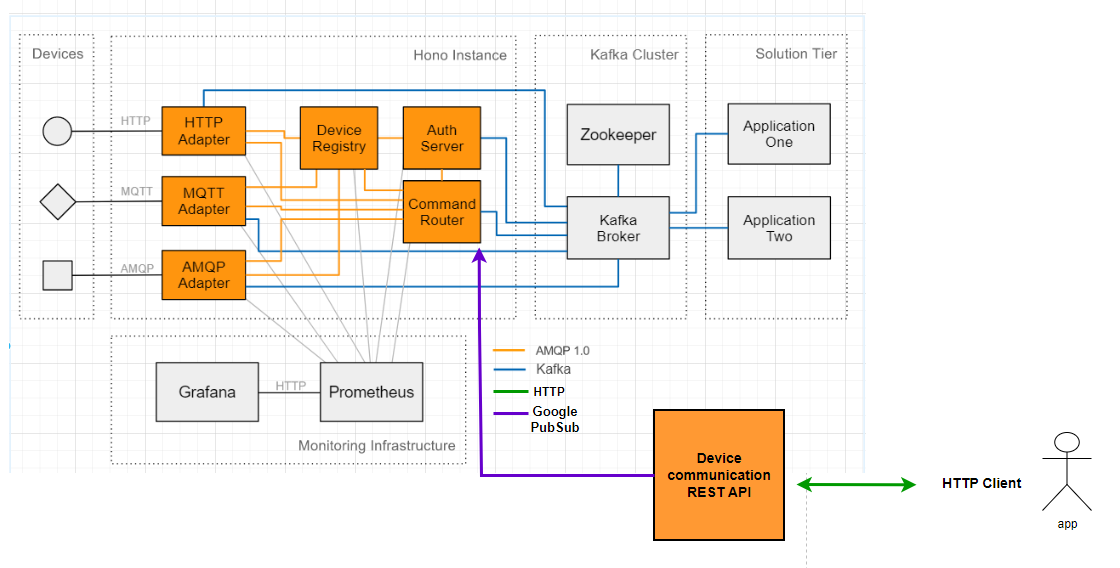 Devices
Hono Instance
Kafka Cluster
Solution Tier
HTTP
HTTP
Adapter
Device
Registry
Auth
Server
Zookeeper
Application
One
MQTT
MQTT
Adapter
Command
Router
Kafka
Broker
Application
Two
AMQP
AMQP
Adapter
Grafana
HTTP
Prometheus
Monitoring Infrastructure
AMQP 1.0
Kafka
HTTP
Google
PubSub
Device
communication
REST API
HTTP Client
app